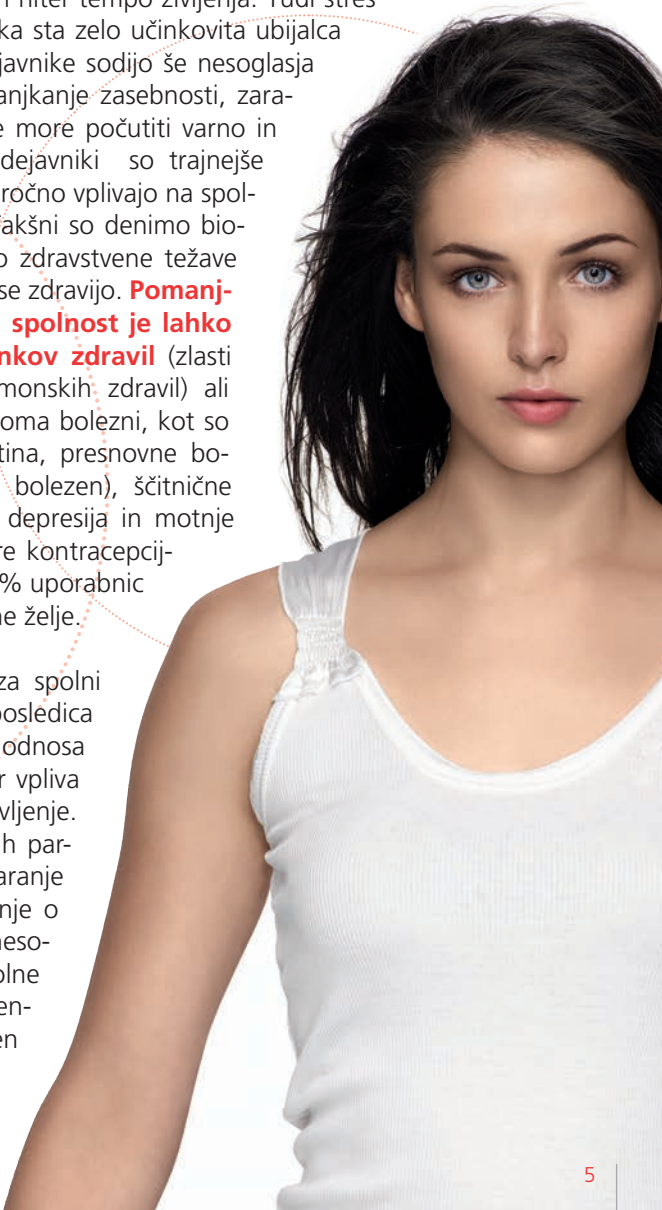 hiter tempo življenja. Tudi stres
ka sta zelo učinkovita ubijalca
javnike sodijo še nesoglasja
anjkanje zasebnosti, zara-
e more počutiti varno in
dejavniki so trajnejše
ročno vplivajo na spol-
akšni so denimo bio-
o zdravstvene težave
se zdravijo. Pomanj-
spolnost je lahko
nkov zdravil (zlasti
monskih zdravil) ali
oma bolezni, kot so
tina, presnovne bo-
bolezen), ščitnične
depresija in motnje
re kontracepcij-
% uporabnic
ne želje.
za spolni
posledica
odnosa
r vpliva
vljenje.
h par-
aranje
nje o
neso-
olne
en-
en
5